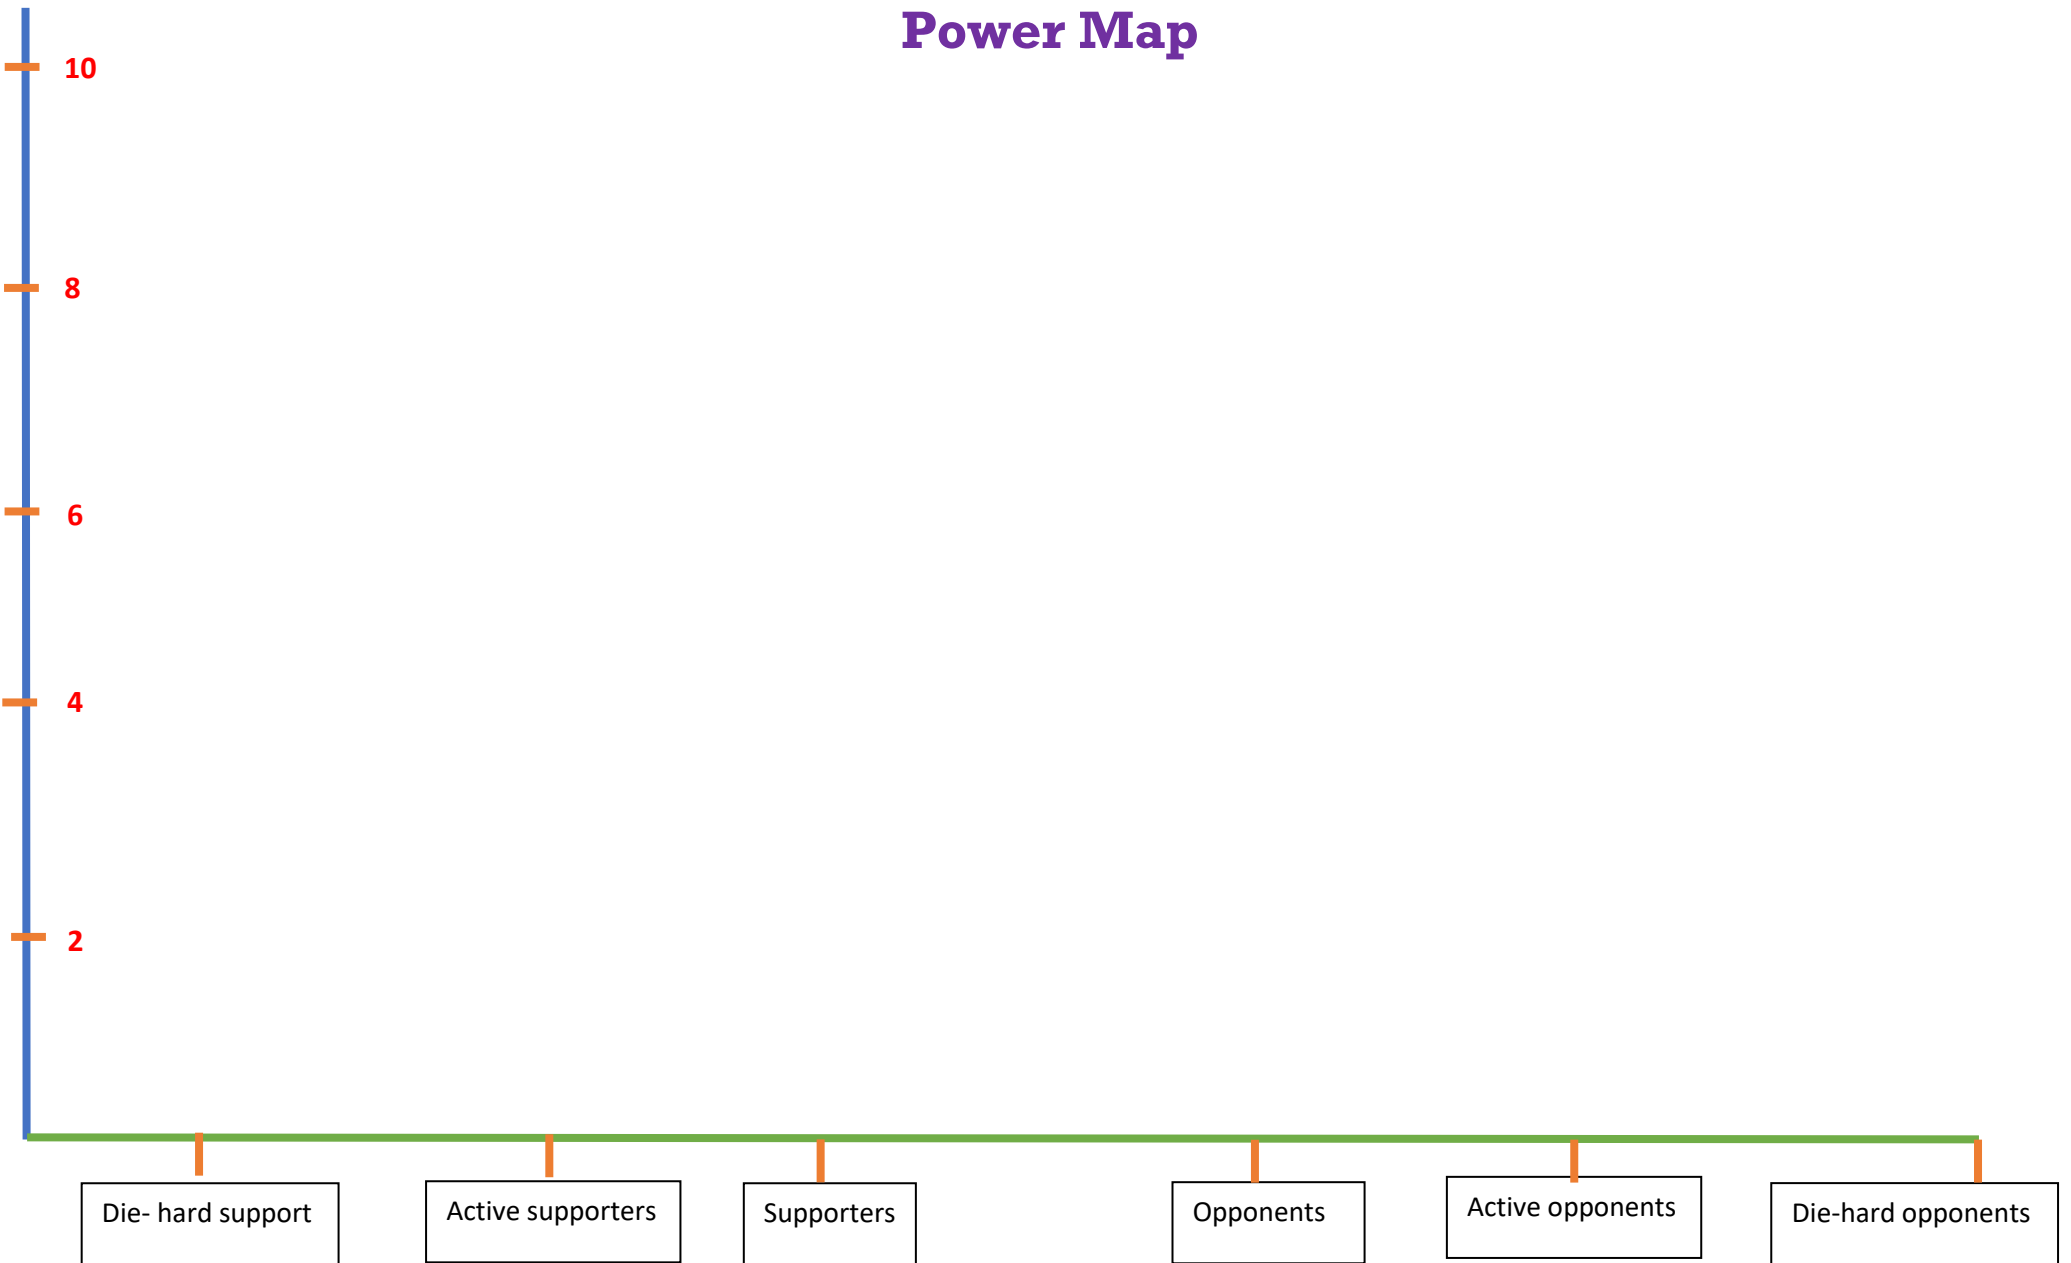 Power Map
10
8
6
4
2
Die- hard support
Active supporters
Supporters
Opponents
Active opponents
Die-hard opponents